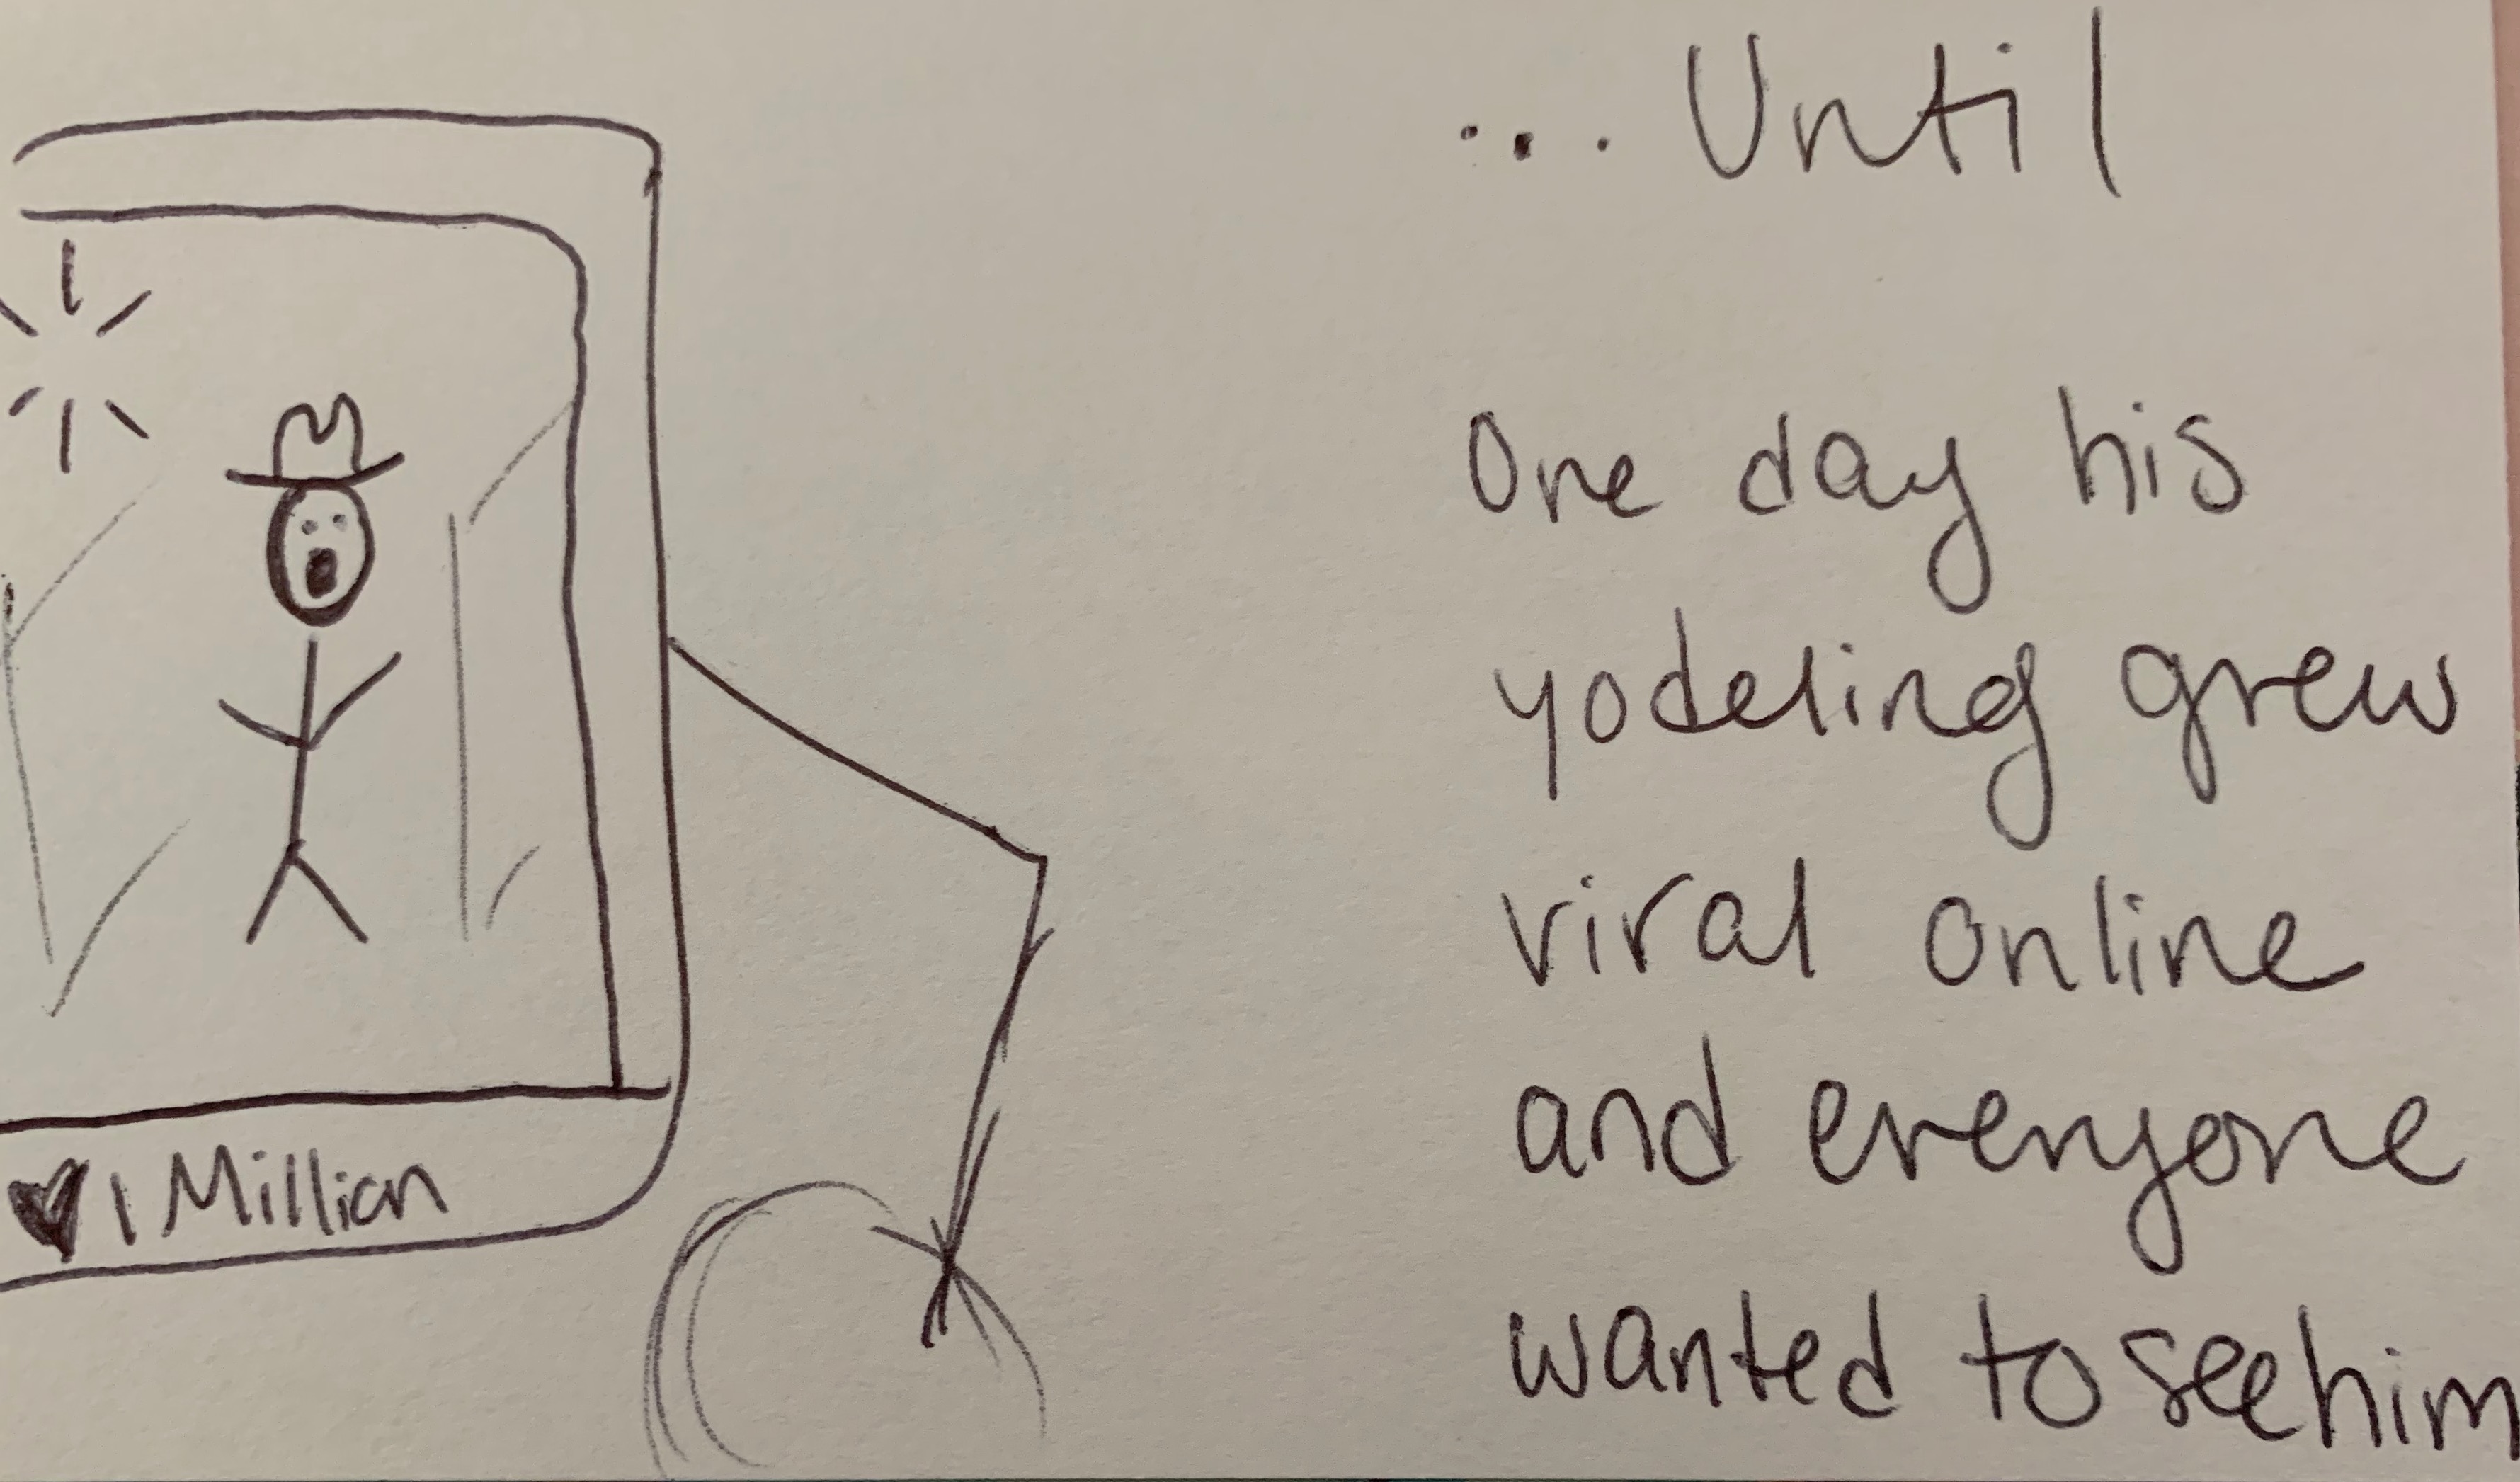 ... Until
One day his
yodeling grew
viral online
and everyone
wanted to see him
♥ 1 Million